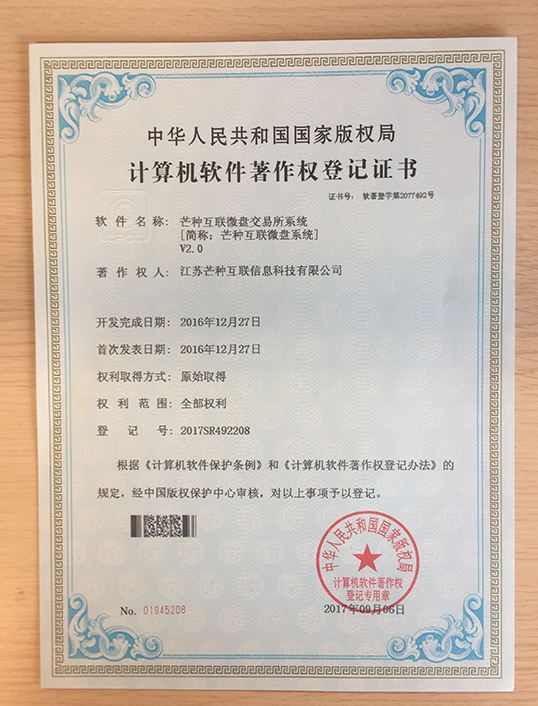 中华人民共和国国家版权局
计算机软件著作权登记证书
证书号: 软著登字第2077492号
软件名称: 芒种互联微盘交易所系统
[简称: 芒种互联微盘系统]
V2.0
著作权人: 江苏芒种互联信息科技有限公司
开发完成日期: 2016年12月27日
首次发表日期: 2016年12月27日
权利取得方式: 原始取得
权利范围: 全部权利
登记号: 2017SR492208
根据《计算机软件保护条例》和《计算机软件著作权登记办法》的
规定,经中国版权保护中心审核,对以上事项予以登记。
中华人民共和国国家版权局
计算机软件著作权
登记专用章
No. 01945208
2017年09月06日